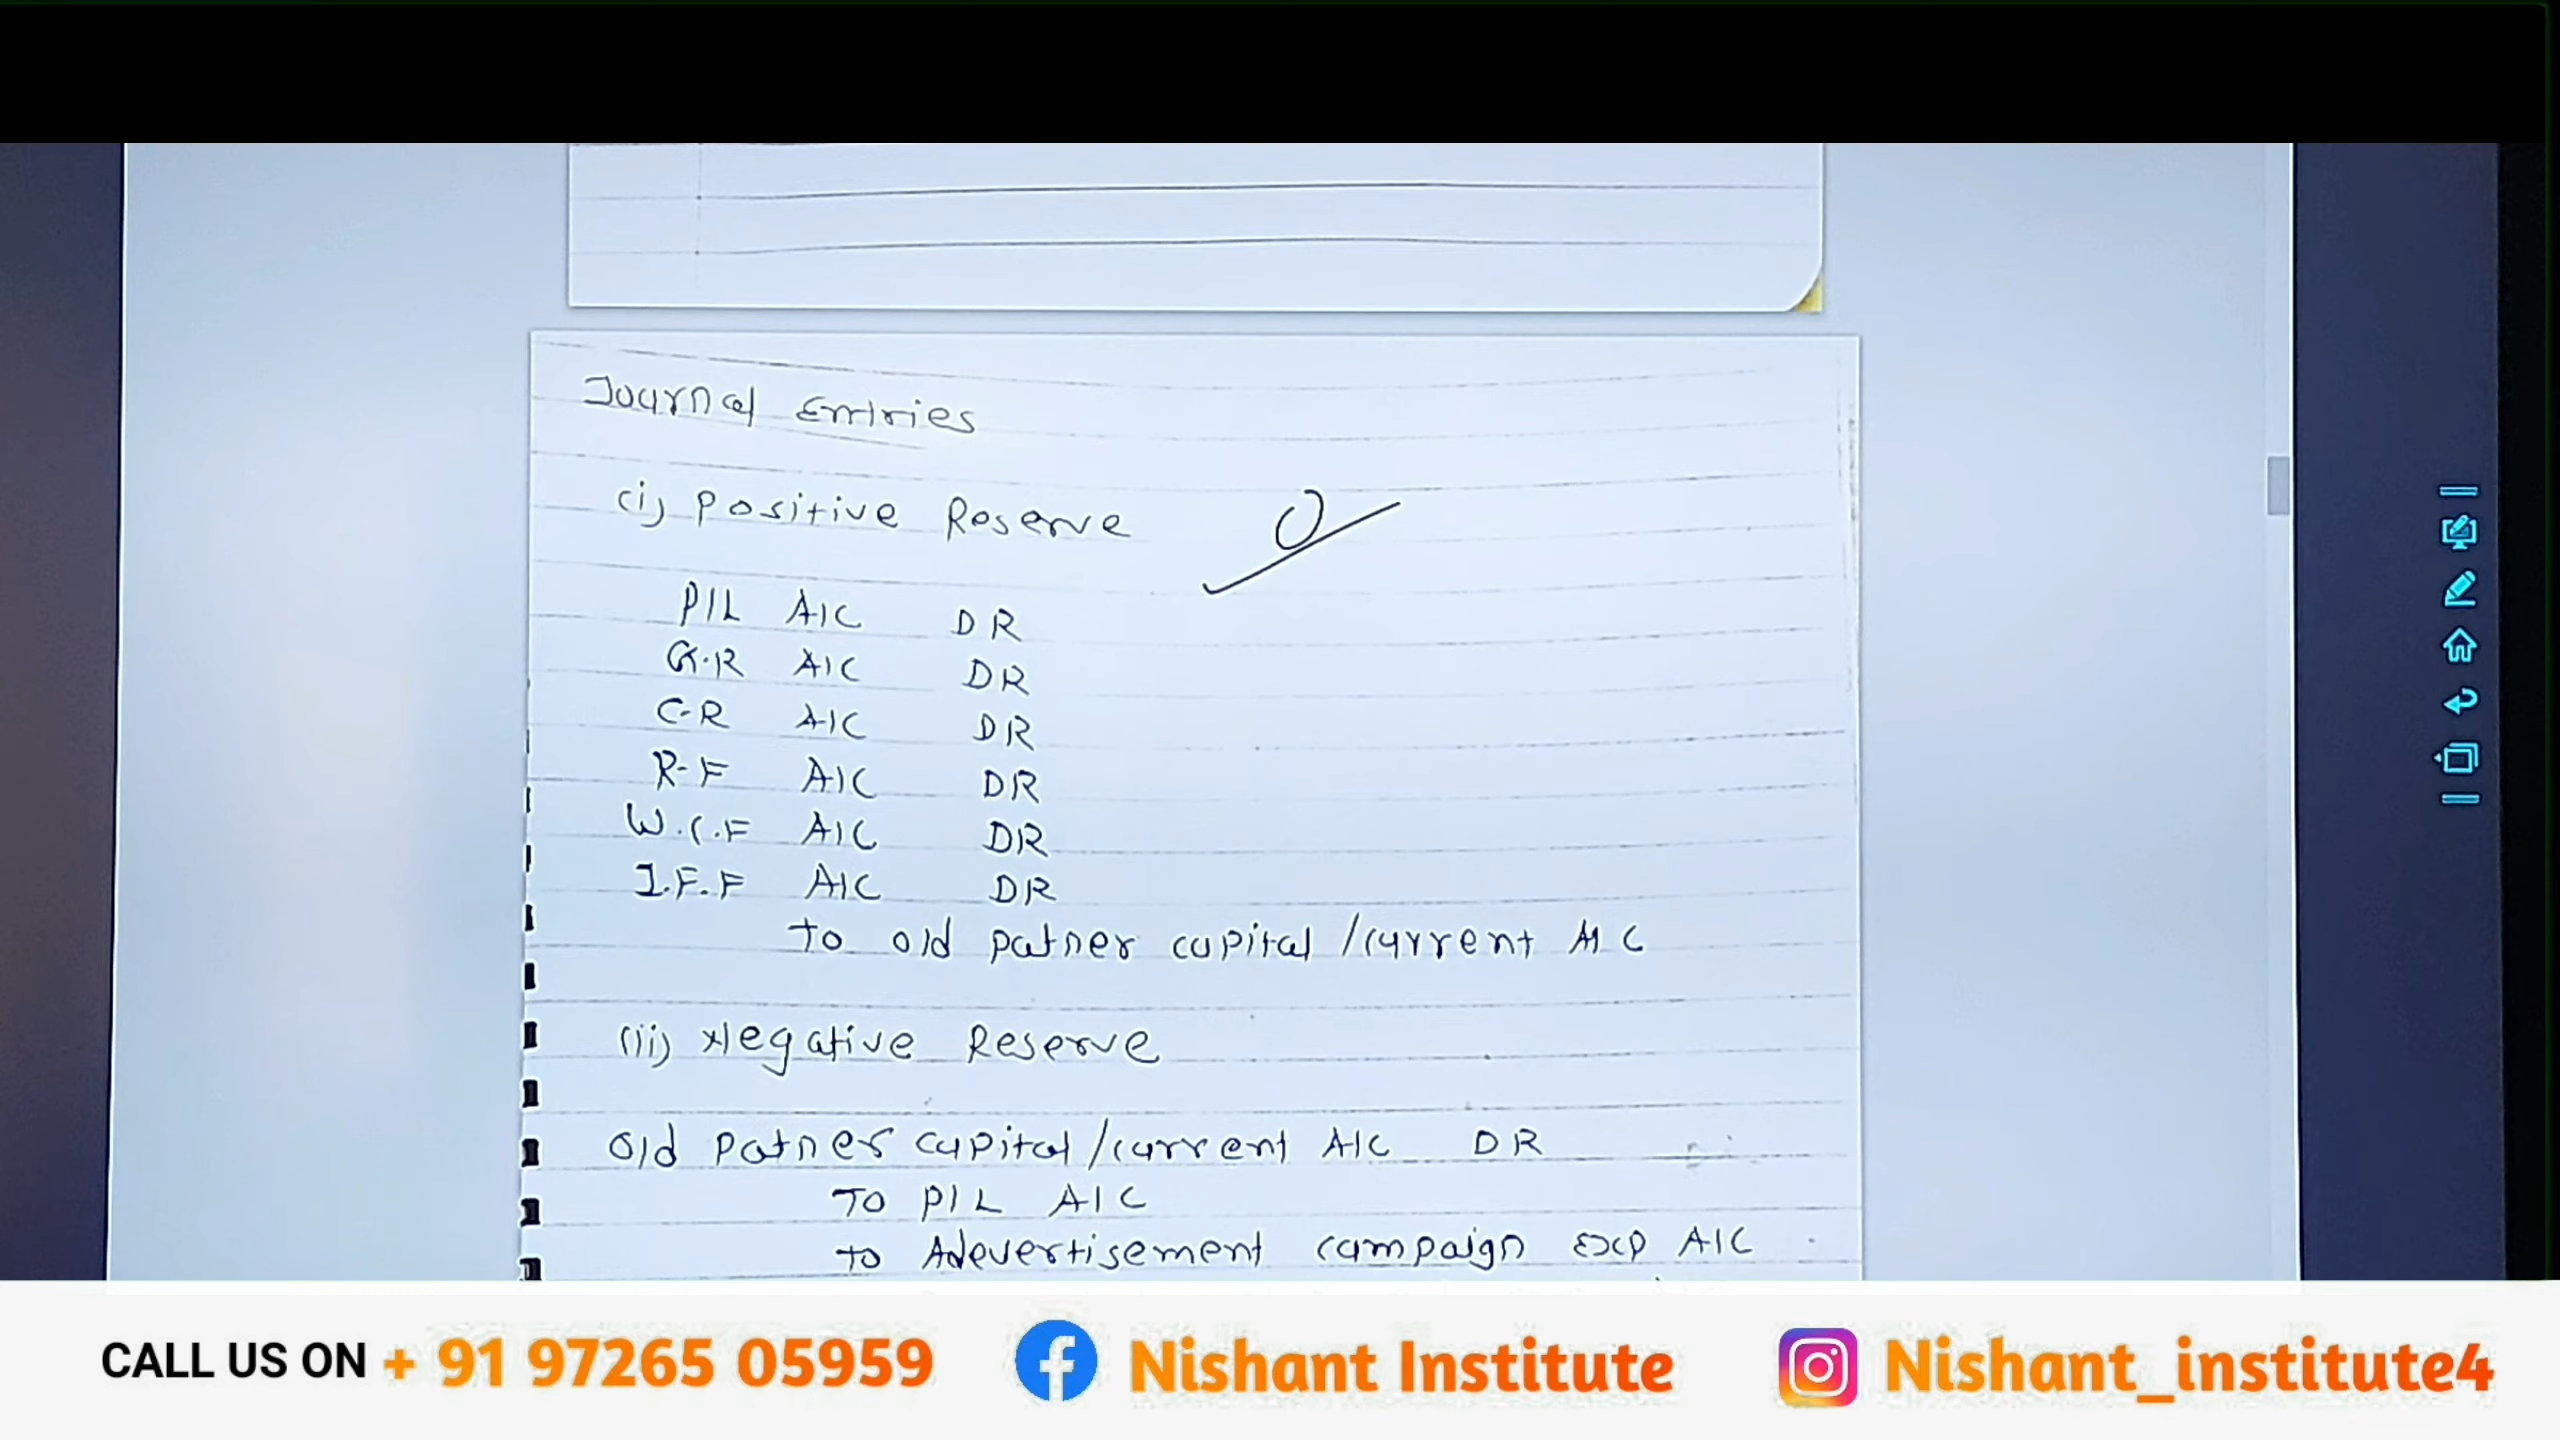 Journal Entries
(i) Positive Reserve
P/L A/C DR
G.R A/C DR
C-R A/C DR
R-F A/C DR
W.C.F A/C DR
I.F.F A/C DR
To old patner capital /current A/C
(ii) Negative Reserve
Old patner capital/current A/C DR
TO P/L A/C
To Adevertisement campaign Exp A/C
CALL US ON + 91 97265 05959 Nishant Institute Nishant_institute4